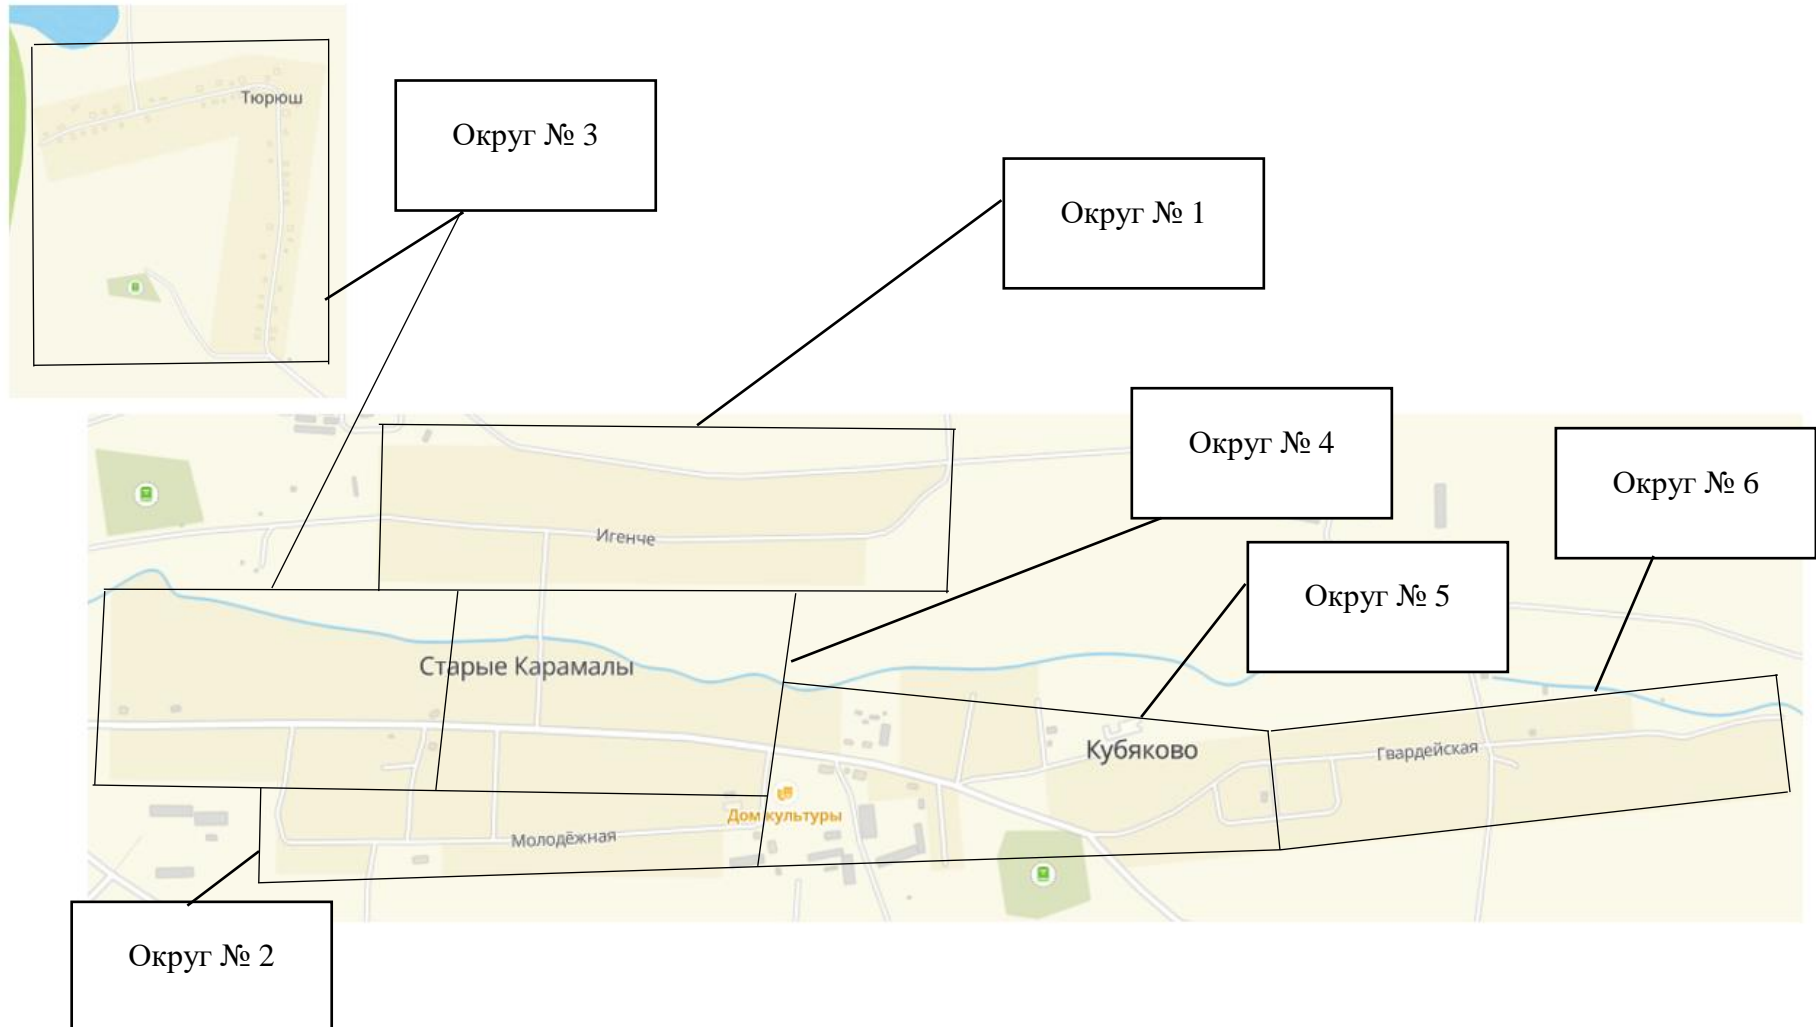 Тюрюш
Округ № 3
Округ № 1
Округ № 4
Округ № 6
Игенче
Округ № 5
Старые Карамалы
Кубяково
Гвардейская
Дом культуры
Молодёжная
Округ № 2